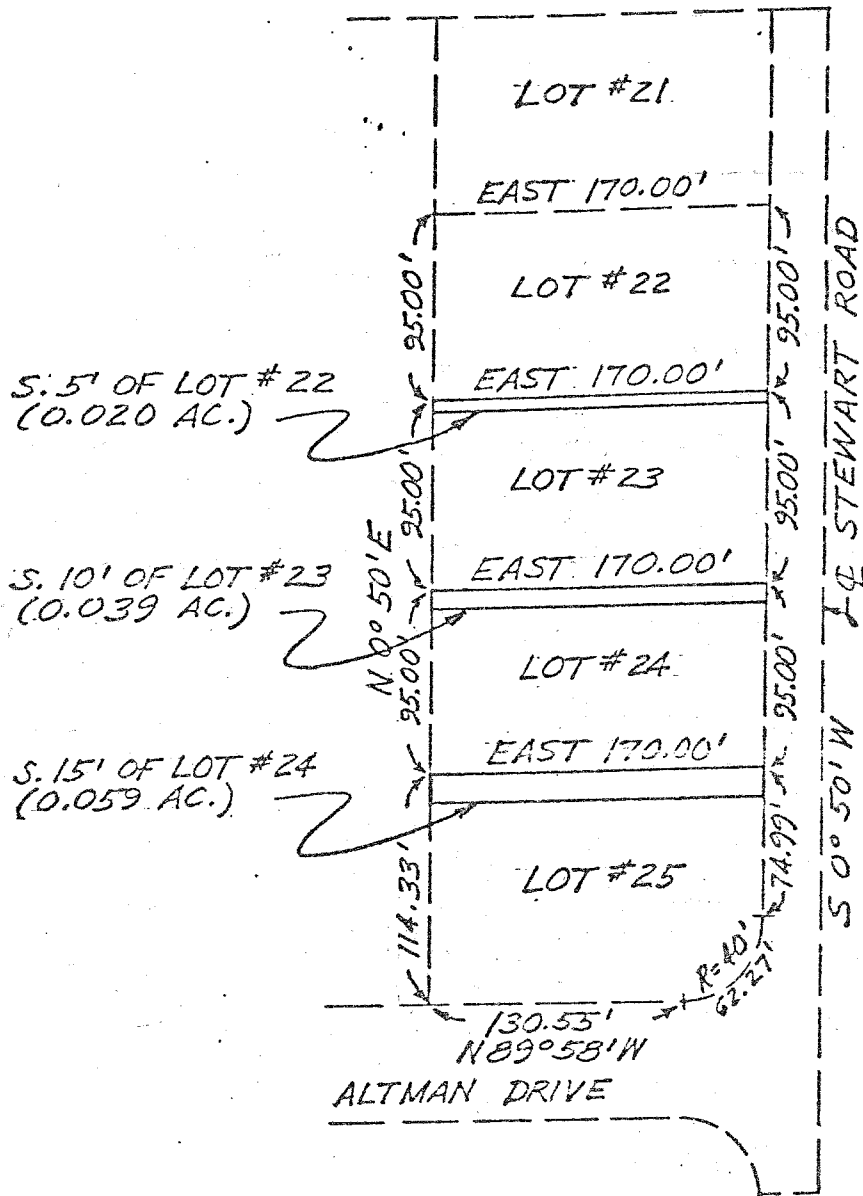 LOT #21
EAST 170.00'
95.00'
LOT #22
95.00'
S. 5' OF LOT #22
(0.020 AC.)
EAST 170.00'
95.00'
LOT #23
95.00'
STEWART ROAD
S. 10' OF LOT #23
(0.039 AC.)
N 0° 50' E
EAST 170.00'
95.00'
LOT #24
95.00'
℄
S. 15' OF LOT #24
(0.059 AC.)
EAST 170.00'
114.33'
LOT #25
74.99'
S 0° 50' W
R=40'
62.27'
130.55'
N 89° 58' W
ALTMAN DRIVE